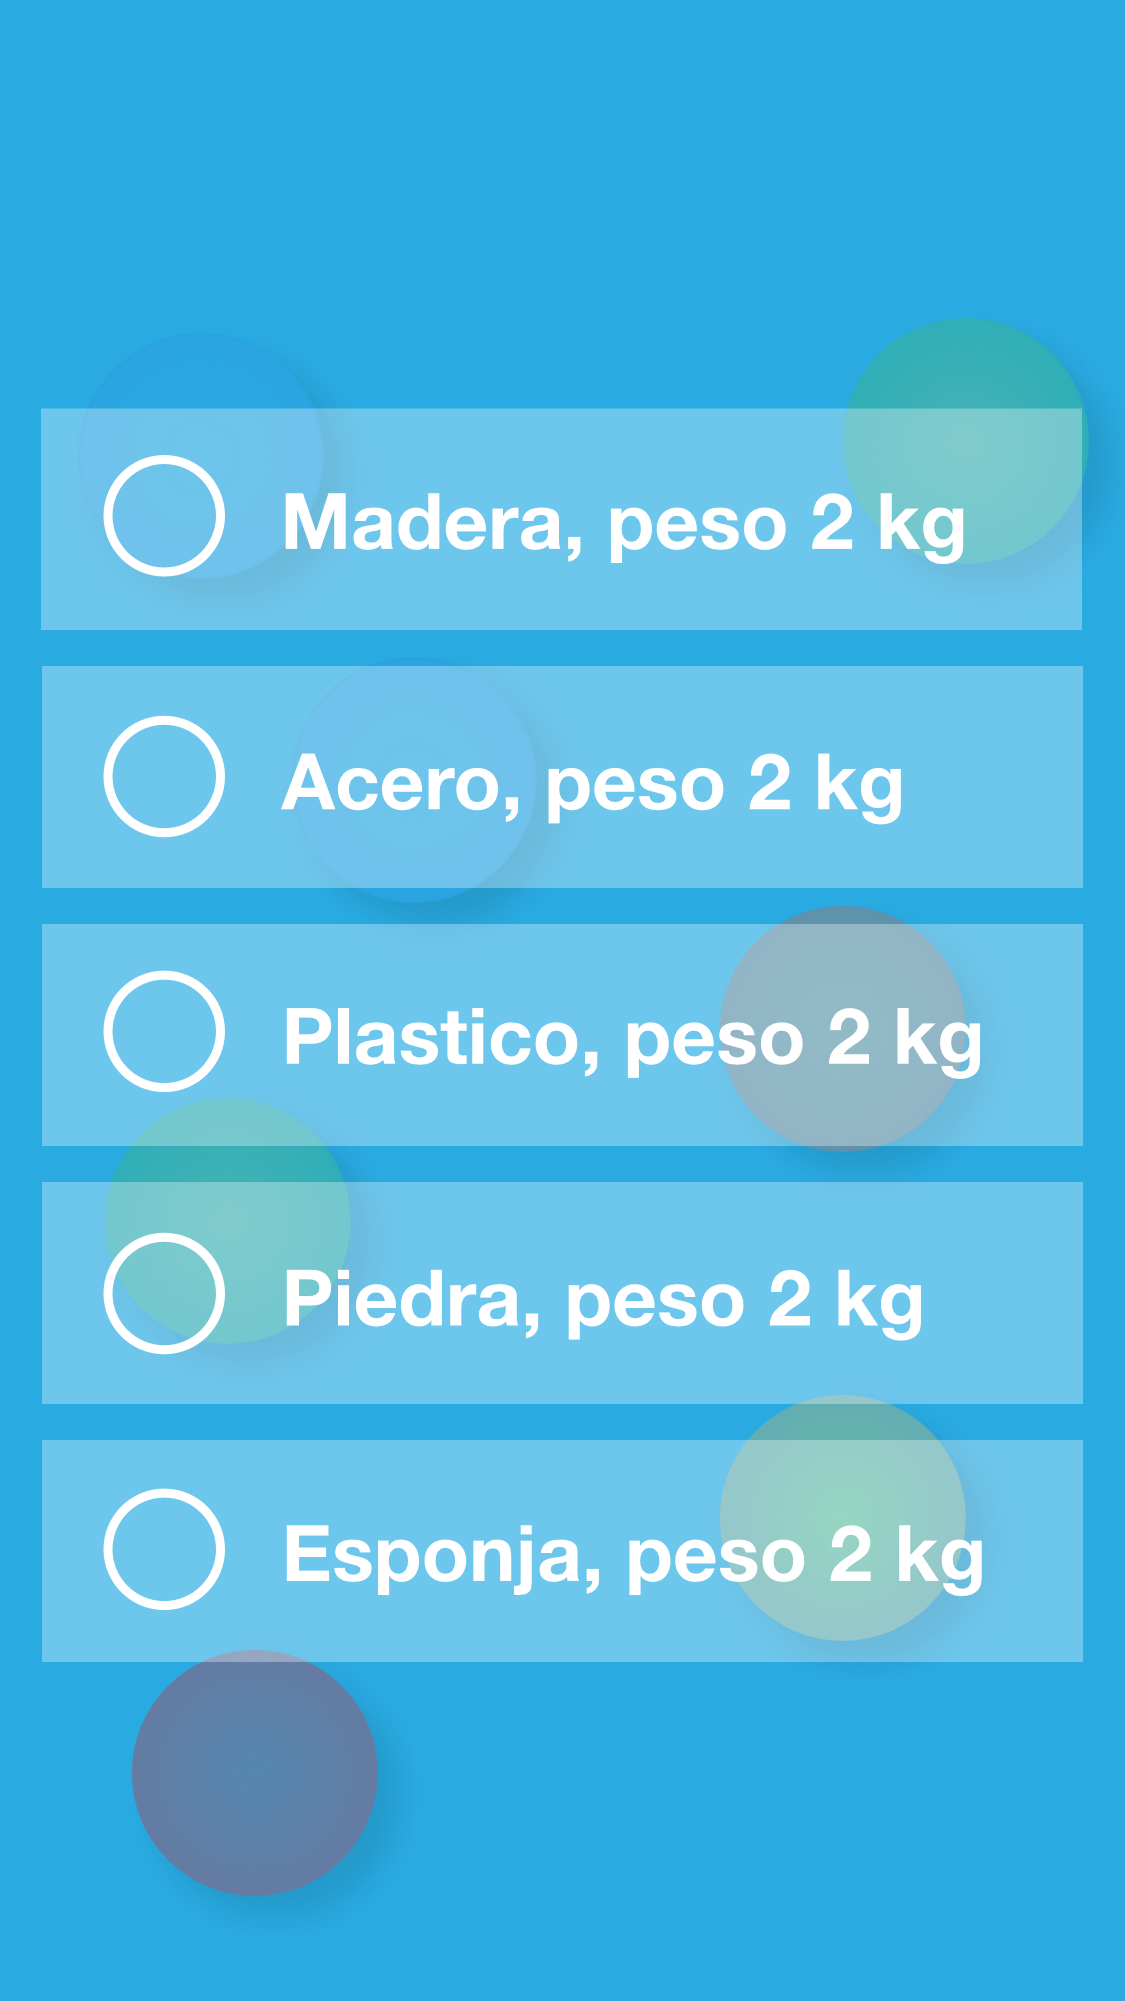 Madera, peso 2 kg
Acero, peso 2 kg
Plastico, peso 2 kg
Piedra, peso 2 kg
Esponja, peso 2 kg